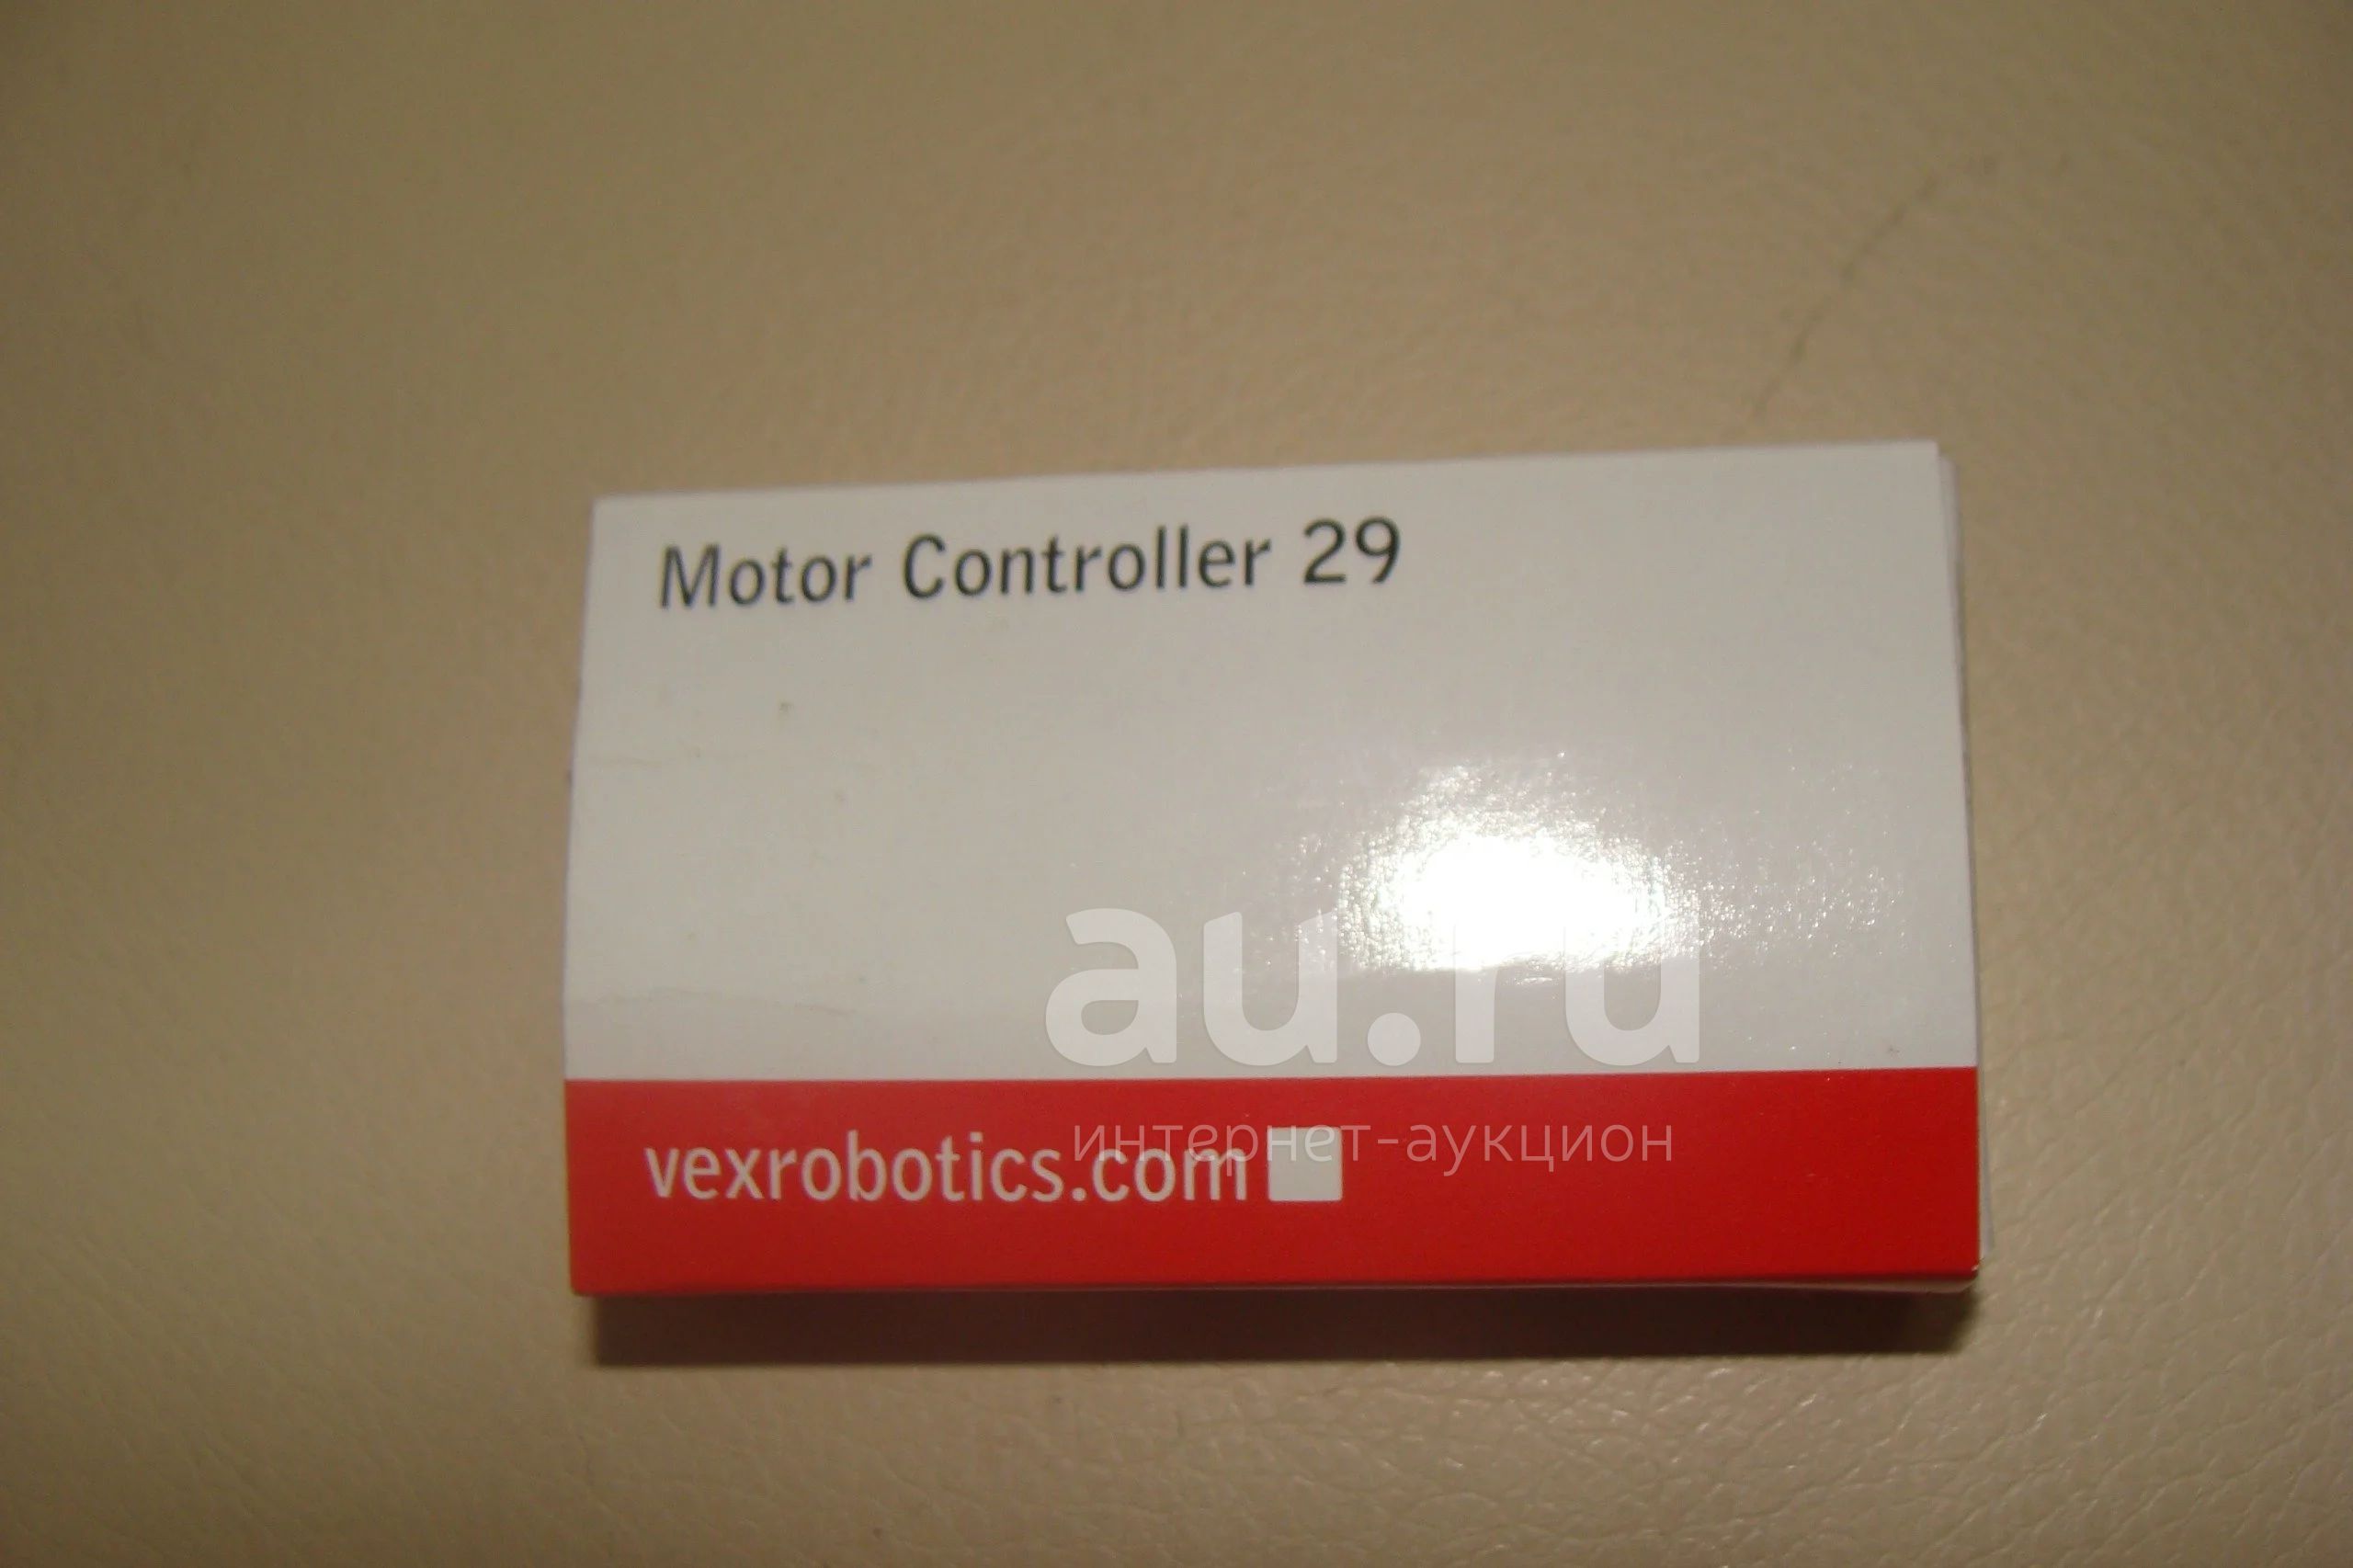 Motor Controller 29
au.ru
интернет-аукцион
vexrobotics.com